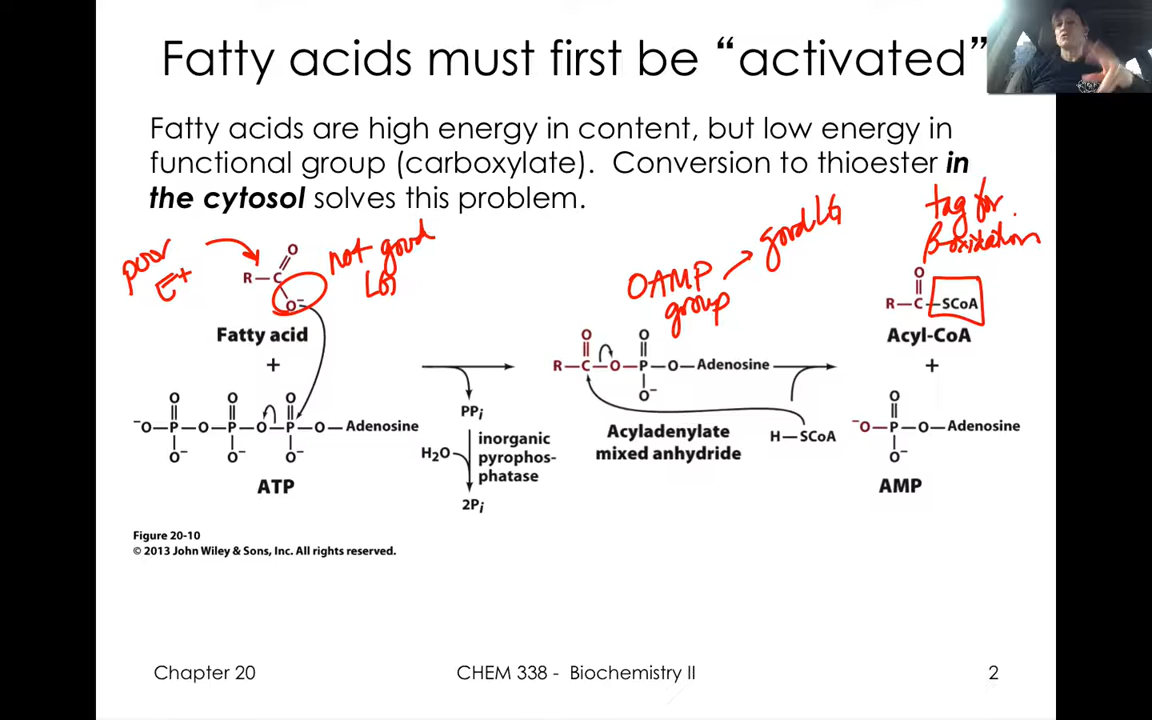 Fatty acids must first be “activated”
Fatty acids are high energy in content, but low energy in
functional group (carboxylate).  Conversion to thioester in
the cytosol solves this problem.
poor
E+
not good
LG
OAMP
group
good LG
tag for
β-oxidation
O
R—C
O⁻
Fatty acid
+
O O O
⁻O—P—O—P—O—P—O—Adenosine
O⁻ O⁻ O⁻
ATP
PPi
H2O
inorganic
pyrophos-
phatase
2Pi
O O
R—C—O—P—O—Adenosine
O⁻
Acyladenylate
mixed anhydride
H—SCoA
O
R—C—SCoA
Acyl-CoA
+
O
⁻O—P—O—Adenosine
O⁻
AMP
Figure 20-10
© 2013 John Wiley & Sons, Inc. All rights reserved.
Chapter 20
CHEM 338 - Biochemistry II
2